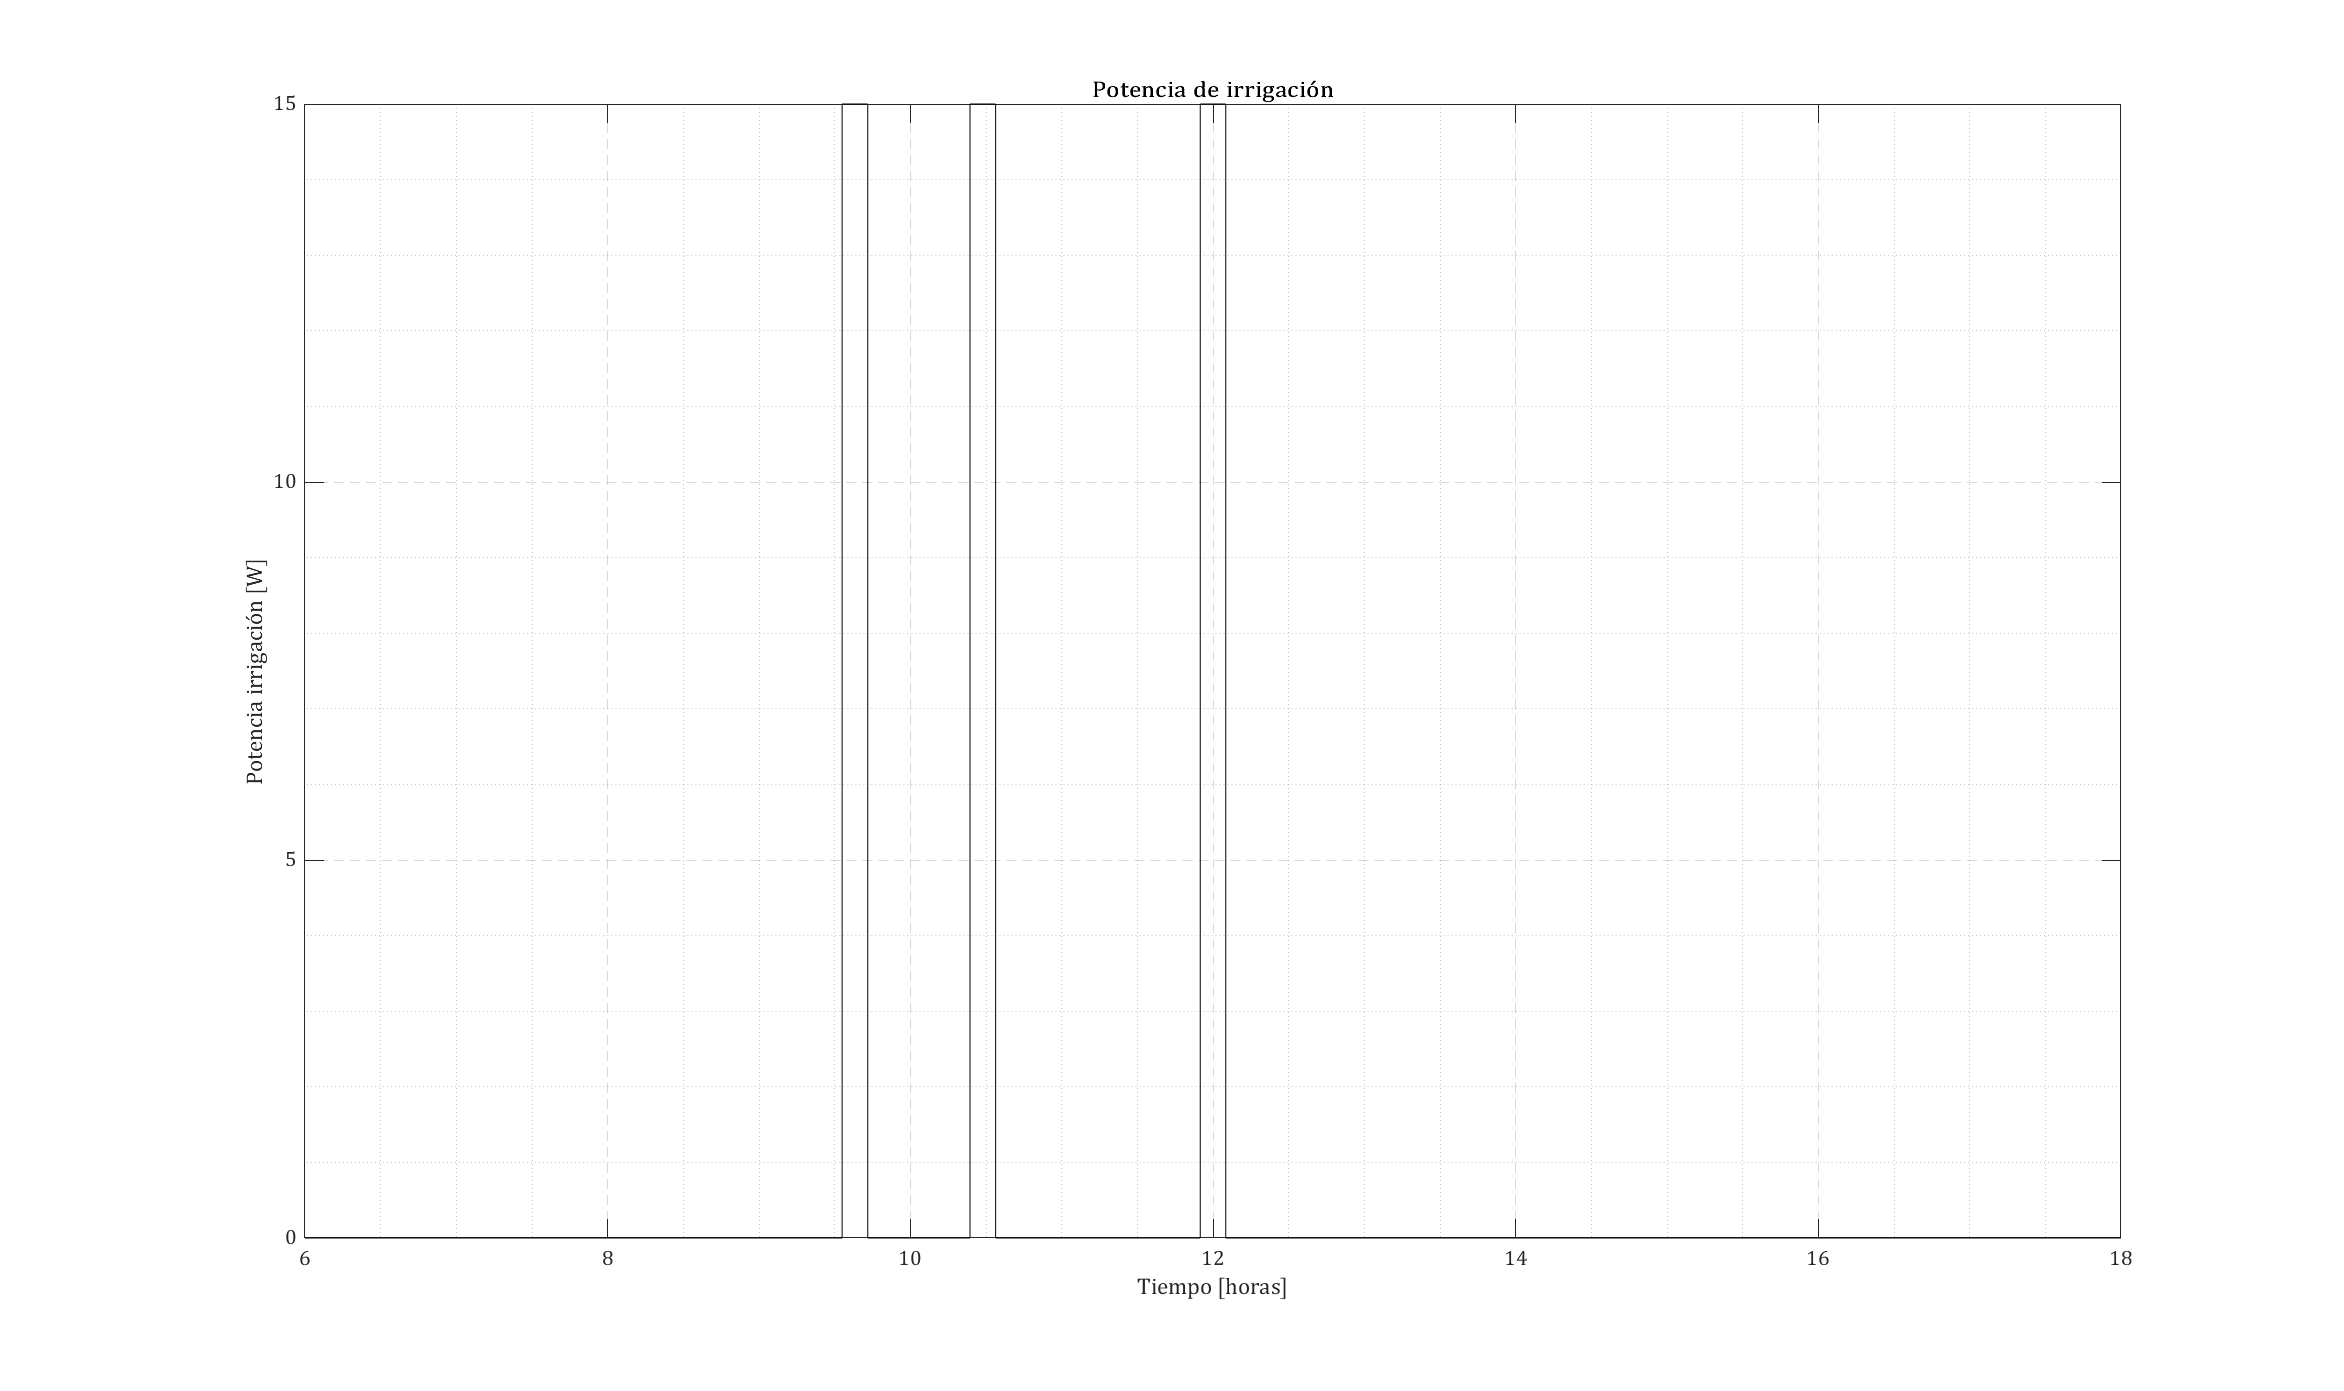 Potencia de irrigación
15
10
5
0
Potencia irrigación [W]
6 8 10 12 14 16 18
Tiempo [horas]